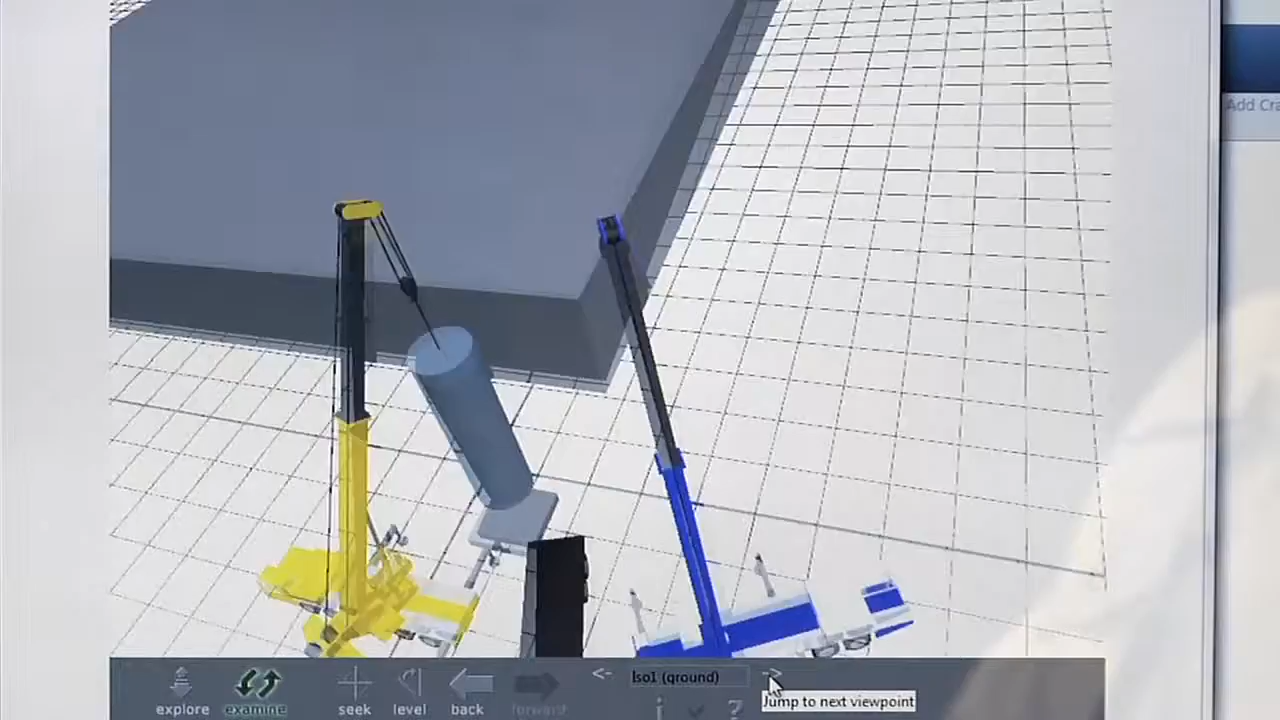 Add Cra
Iso1 (ground)
explore
examine
seek
level
back
forward
Jump to next viewpoint